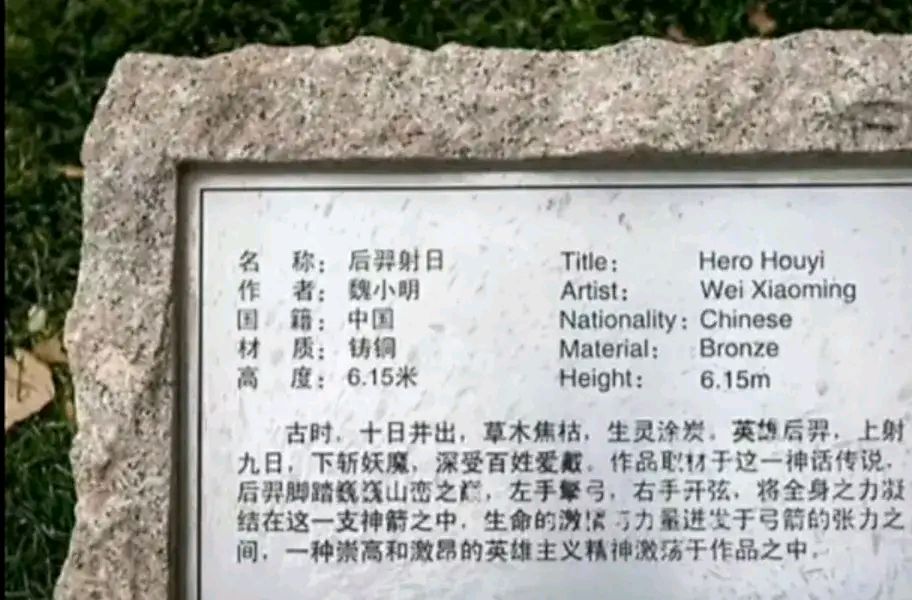 名 称：后羿射日 Title： Hero Houyi
作 者：魏小明 Artist： Wei Xiaoming
国 籍：中国 Nationality：Chinese
材 质：铸铜 Material： Bronze
高 度：6.15米 Height： 6.15m
古时，十日井出，草木焦枯，生灵涂炭。英雄后羿，上射
九日，下斩妖魔，深受百姓爱戴。作品取材于这一神话传说，
后羿脚踏巍巍山峦之巅，左手擎弓，右手开弦，将全身之力凝
结在这一支神箭之中，生命的激情与力量迸发于弓箭的张力之
间，一种崇高和激昂的英雄主义精神激荡于作品之中。